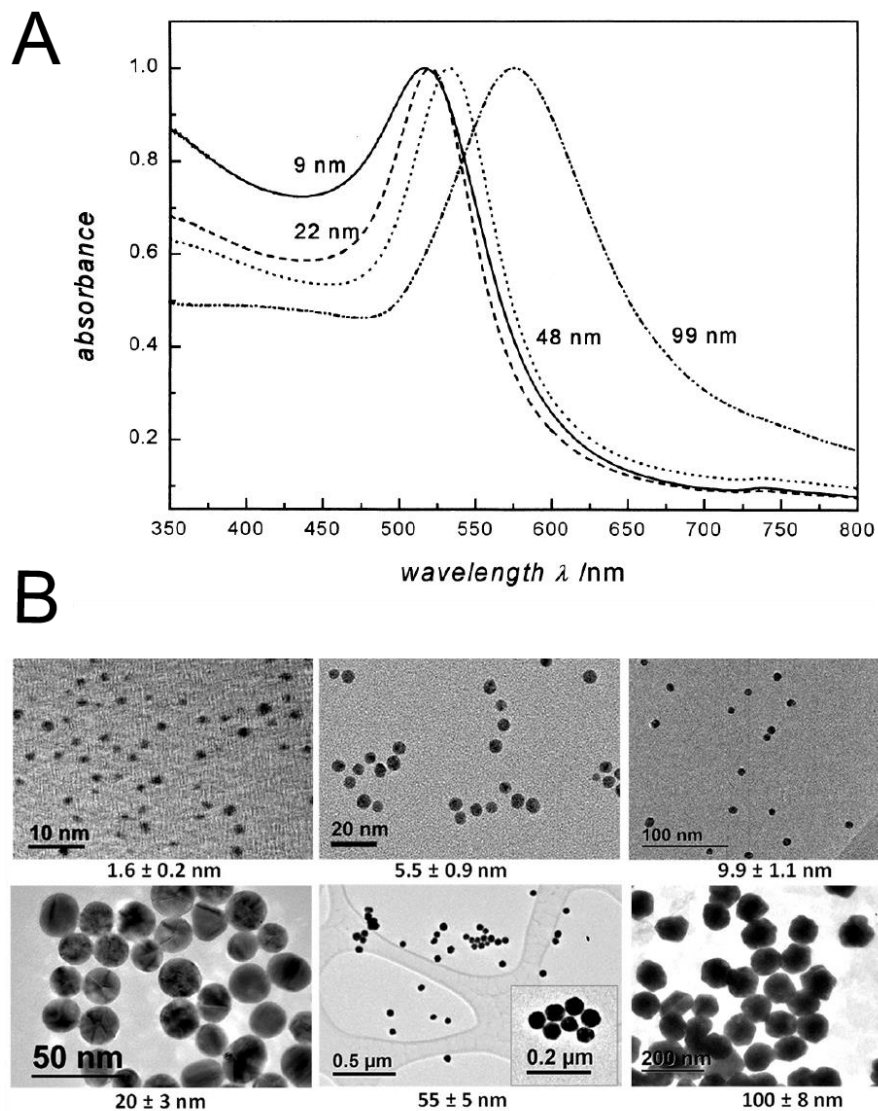 A
1.0
0.8
0.6
0.4
0.2
absorbance
9 nm
22 nm
48 nm
99 nm
350 400 450 500 550 600 650 700 750 800
wavelength λ /nm
B
10 nm
20 nm
100 nm
1.6 ± 0.2 nm
5.5 ± 0.9 nm
9.9 ± 1.1 nm
50 nm
0.5 µm
0.2 µm
200 nm
20 ± 3 nm
55 ± 5 nm
100 ± 8 nm